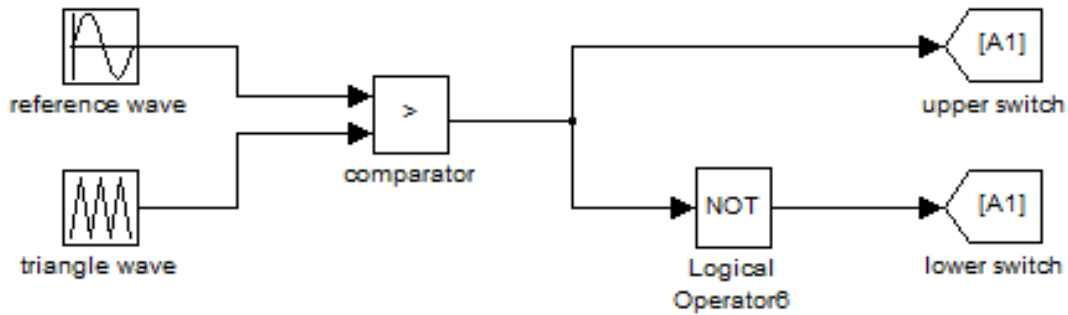 [A1]
reference wave
upper switch
>
comparator
NOT
[A1]
triangle wave
Logical
Operator6
lower switch